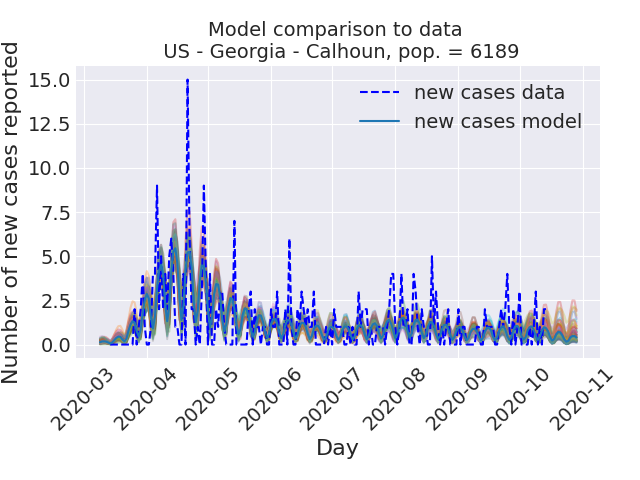 Model comparison to data
US - Georgia - Calhoun, pop. = 6189
Number of new cases reported
15.0
12.5
10.0
7.5
5.0
2.5
0.0
new cases data
new cases model
2020-03
2020-04
2020-05
2020-06
2020-07
2020-08
2020-09
2020-10
2020-11
Day